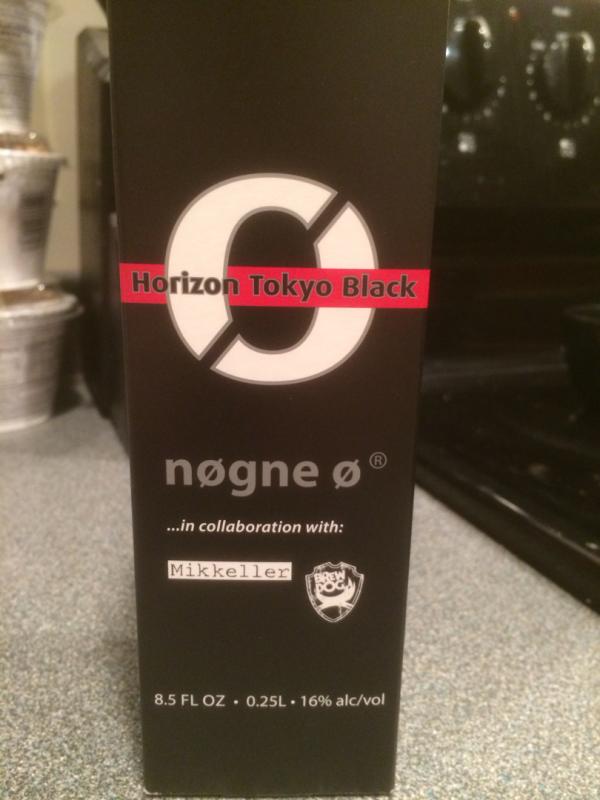 Ø
Horizon Tokyo Black
nøgne ø ®
...in collaboration with:
Mikkeller
BREW
DOG
8.5 FL OZ • 0.25L • 16% alc/vol